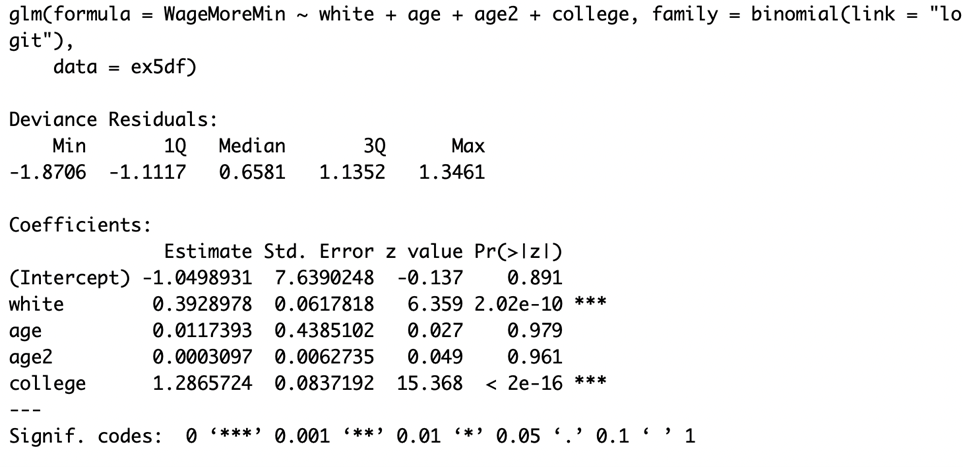 glm(formula = WageMoreMin ~ white + age + age2 + college, family = binomial(link = "lo
git"),
    data = ex5df)

Deviance Residuals:
    Min       1Q   Median       3Q      Max
-1.8706  -1.1117   0.6581   1.1352   1.3461

Coefficients:
              Estimate Std. Error z value Pr(>|z|)
(Intercept) -1.0498931  7.6390248  -0.137    0.891
white        0.3928978  0.0617818   6.359 2.02e-10 ***
age          0.0117393  0.4385102   0.027    0.979
age2         0.0003097  0.0062735   0.049    0.961
college      1.2865724  0.0837192  15.368  < 2e-16 ***
---
Signif. codes:  0 ‘***’ 0.001 ‘**’ 0.01 ‘*’ 0.05 ‘.’ 0.1 ‘ ’ 1